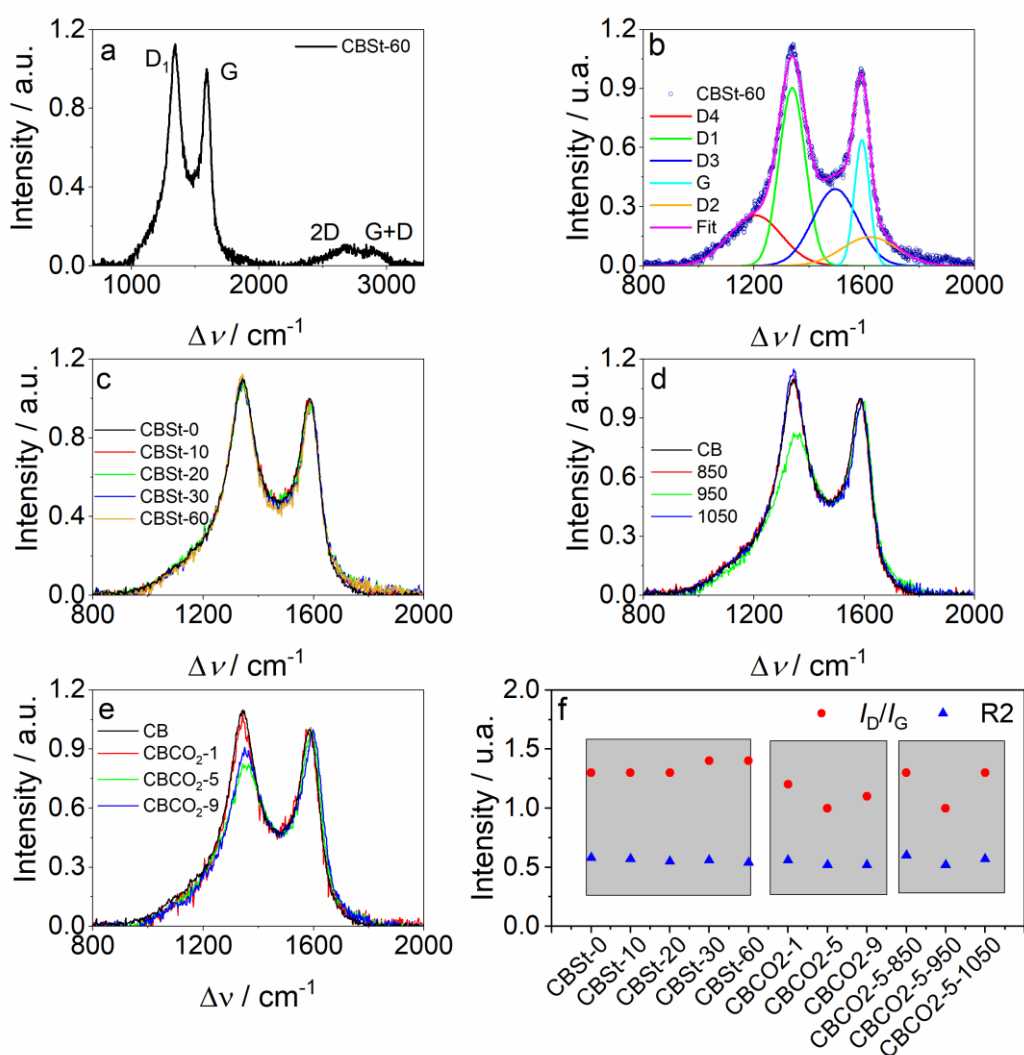 a
CBSt-60
D₁
G
2D
G+D
1.2
0.8
0.4
0.0
Intensity / a.u.
1000
2000
3000
Δν / cm⁻¹
b
CBSt-60
D4
D1
D3
G
D2
Fit
1.2
0.9
0.6
0.3
0.0
Intensity / u.a.
800
1200
1600
2000
Δν / cm⁻¹
c
CBSt-0
CBSt-10
CBSt-20
CBSt-30
CBSt-60
1.2
0.8
0.4
0.0
Intensity / a.u.
800
1200
1600
2000
Δν / cm⁻¹
d
CB
850
950
1050
1.2
0.9
0.6
0.3
0.0
Intensity / a.u.
800
1200
1600
2000
Δν / cm⁻¹
e
CB
CBCO₂-1
CBCO₂-5
CBCO₂-9
1.2
0.9
0.6
0.3
0.0
Intensity / a.u.
800
1200
1600
2000
Δν / cm⁻¹
f
I_D/I_G
R2
2.0
1.5
1.0
0.5
0.0
Intensity / u.a.
CBSt-0
CBSt-10
CBSt-20
CBSt-30
CBSt-60
CBCO2-1
CBCO2-5
CBCO2-9
CBCO2-5-850
CBCO2-5-950
CBCO2-5-1050